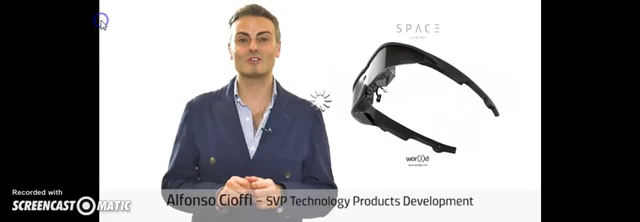 SPACE
wor(l)d
Alfonso Cioffi – SVP Technology Products Development
Recorded with
SCREENCAST O MATIC